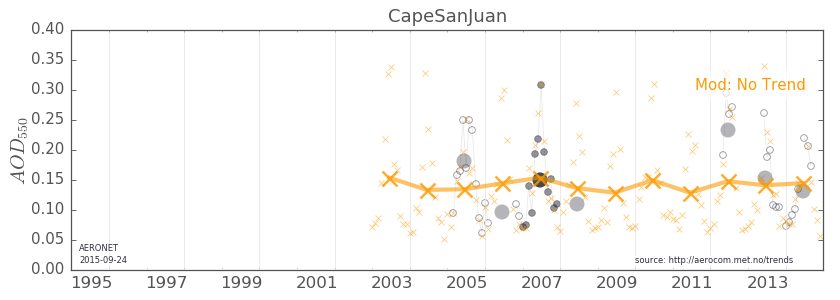 CapeSanJuan
0.40
0.35
0.30
0.25
0.20
0.15
0.10
0.05
0.00
AOD550
Mod: No Trend
AERONET
2015-09-24
source: http://aerocom.met.no/trends
1995 1997 1999 2001 2003 2005 2006 2007 2009 2011 2013